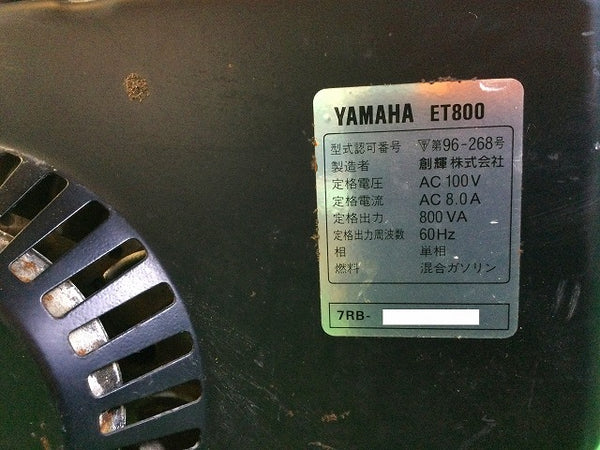 YAMAHA ET800
型式認可番号 第96-268号
製造者 創輝株式会社
定格電圧 AC 100V
定格電流 AC 8.0A
定格出力 800 VA
定格出力周波数 60Hz
相 単相
燃料 混合ガソリン
7RB-